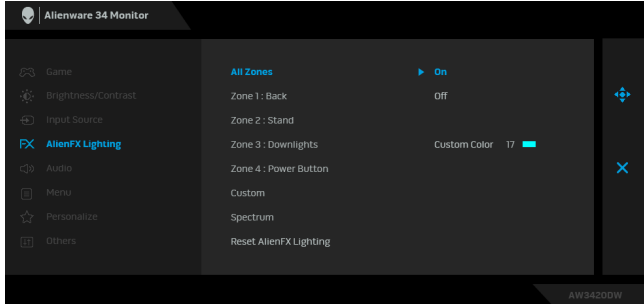 Alienware 34 Monitor
Game
Brightness/Contrast
Input Source
FX AlienFX Lighting
Audio
Menu
Personalize
Others
All Zones On
Zone 1 : Back Off
Zone 2 : Stand
Zone 3 : Downlights Custom Color 17
Zone 4 : Power Button
Custom
Spectrum
Reset AlienFX Lighting
AW3420DW